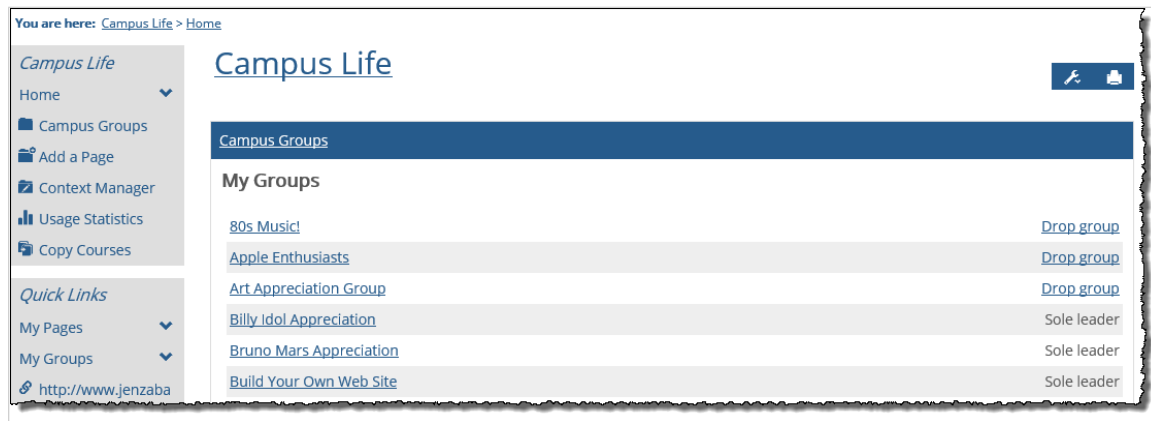 You are here: Campus Life > Home
Campus Life
Home
Campus Groups
Add a Page
Context Manager
Usage Statistics
Copy Courses
Quick Links
My Pages
My Groups
http://www.jenzaba
Campus Life
Campus Groups
My Groups
80s Music! Drop group
Apple Enthusiasts Drop group
Art Appreciation Group Drop group
Billy Idol Appreciation Sole leader
Bruno Mars Appreciation Sole leader
Build Your Own Web Site Sole leader